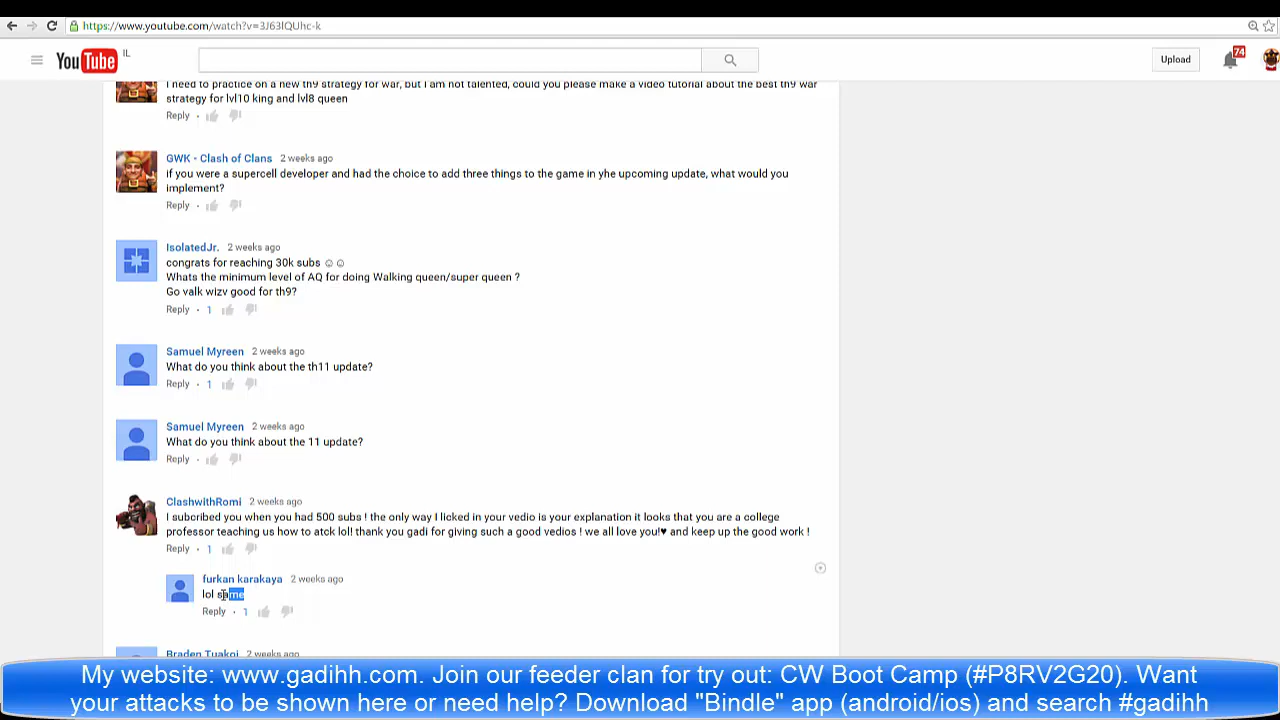 https://www.youtube.com/watch?v=3J63lQUhc-k
YouTube IL
Upload
74
I need to practice on a new th9 strategy for war, but I am not talented, could you please make a video tutorial about the best th9 war
strategy for lvl10 king and lvl8 queen
Reply
GWK - Clash of Clans 2 weeks ago
if you were a supercell developer and had the choice to add three things to the game in yhe upcoming update, what would you
implement?
Reply
IsolatedJr. 2 weeks ago
congrats for reaching 30k subs ☺☺
Whats the minimum level of AQ for doing Walking queen/super queen ?
Go valk wizv good for th9?
Reply · 1
Samuel Myreen 2 weeks ago
What do you think about the th11 update?
Reply · 1
Samuel Myreen 2 weeks ago
What do you think about the 11 update?
Reply
ClashwithRomi 2 weeks ago
I subcribed you when you had 500 subs ! the only way I licked in your vedio is your explanation it looks that you are a college
professor teaching us how to atck lol! thank you gadi for giving such a good vedios ! we all love you!♥ and keep up the good work !
Reply · 1
furkan karakaya 2 weeks ago
lol same
Reply · 1
Braden Tuakoi 2 weeks ago
My website: www.gadihh.com. Join our feeder clan for try out: CW Boot Camp (#P8RV2G20). Want
your attacks to be shown here or need help? Download "Bindle" app (android/ios) and search #gadihh